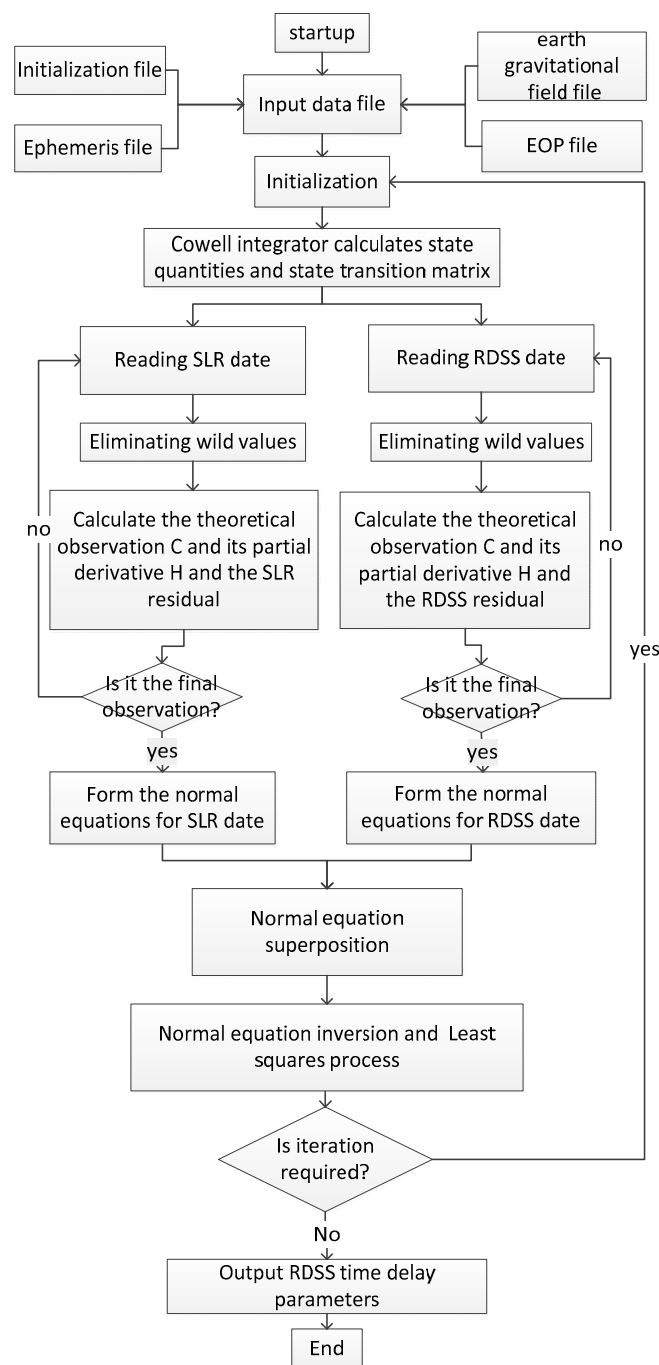 startup
Initialization file
earth
gravitational
field file
Input data file
Ephemeris file
EOP file
Initialization
Cowell integrator calculates state
quantities and state transition matrix
Reading SLR date
Reading RDSS date
Eliminating wild values
Eliminating wild values
Calculate the theoretical
observation C and its partial
derivative H and the SLR
residual
Calculate the theoretical
observation C and its
partial derivative H and
the RDSS residual
no
no
yes
Is it the final
observation?
Is it the final
observation?
yes
yes
Form the normal
equations for SLR date
Form the normal
equations for RDSS date
Normal equation
superposition
Normal equation inversion and Least
squares process
Is iteration
required?
No
Output RDSS time delay
parameters
End